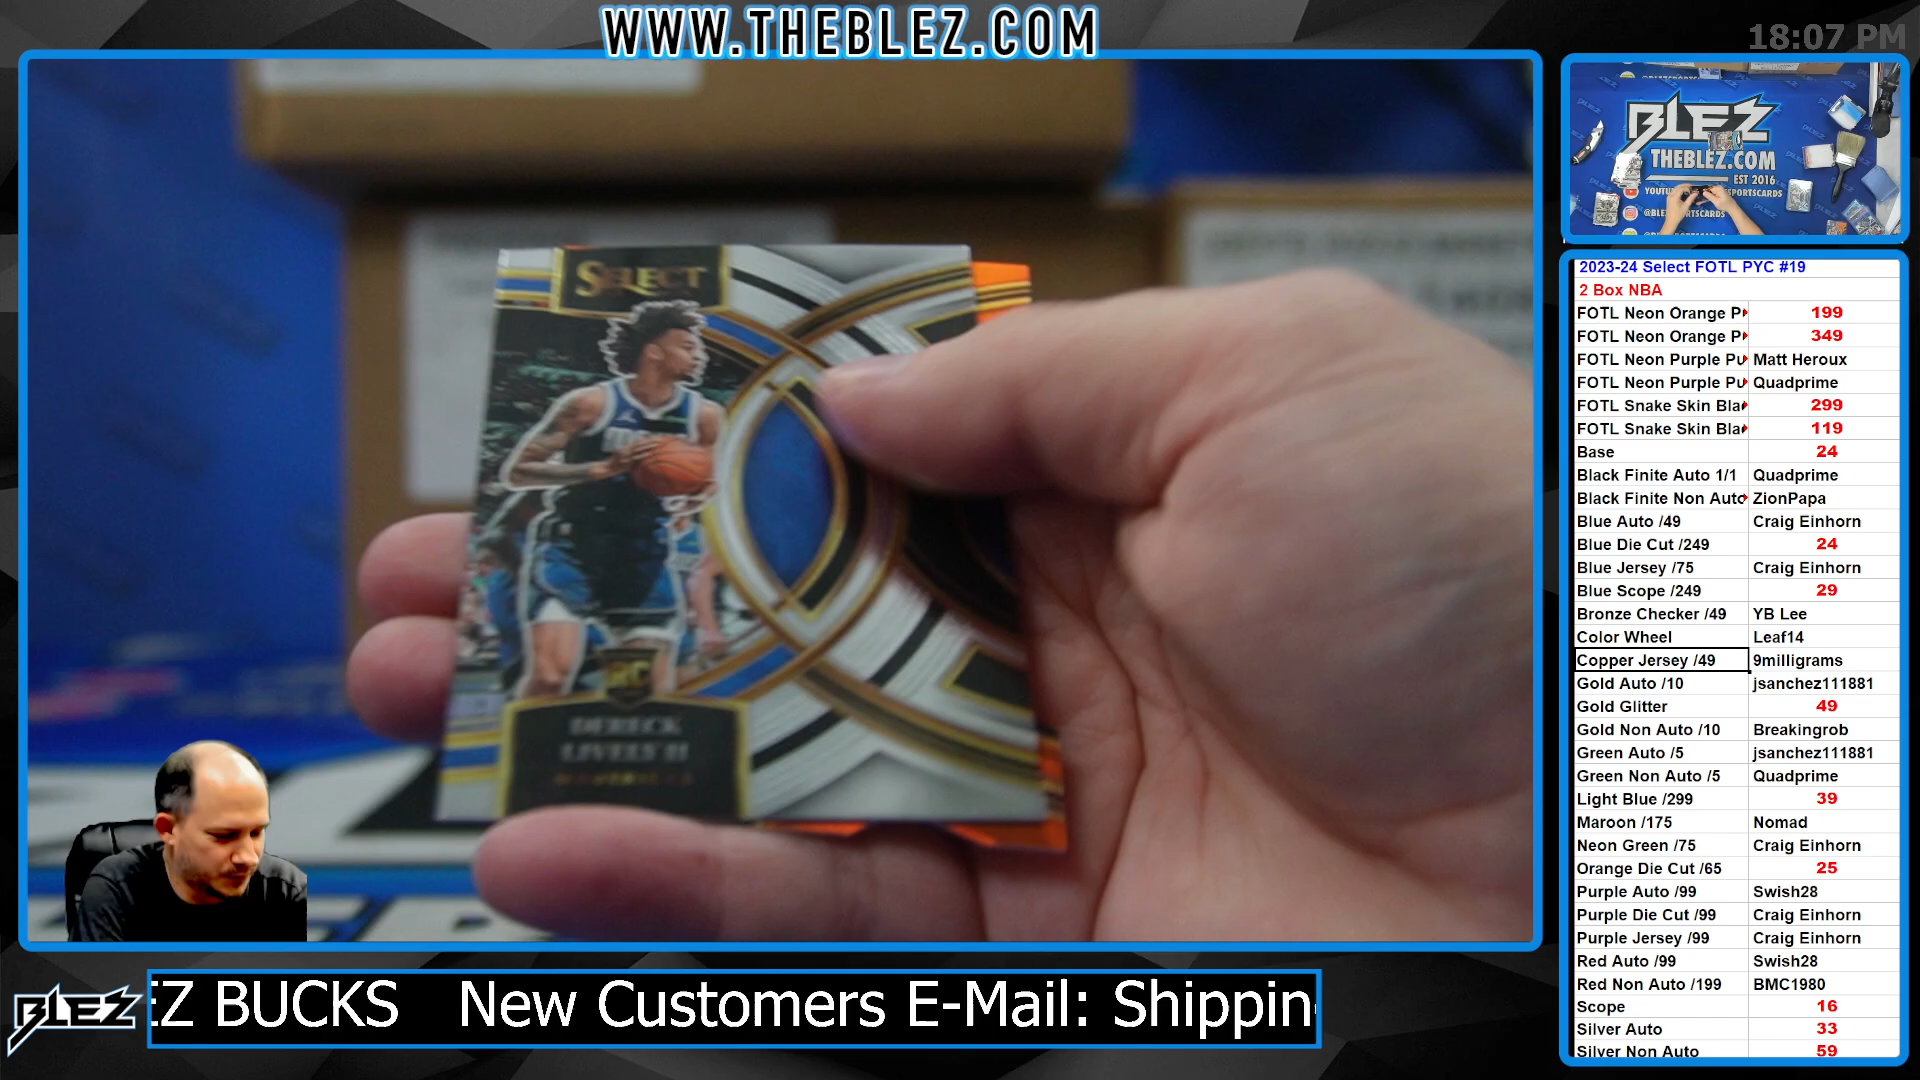 WWW.THEBLEZ.COM
18:07 PM
BLEZ
THEBLEZ.COM
EST 2016
2023-24 Select FOTL PYC #19
2 Box NBA
FOTL Neon Orange P 199
FOTL Neon Orange P 349
FOTL Neon Purple Pu Matt Heroux
FOTL Neon Purple Pu Quadprime
FOTL Snake Skin Bla 299
FOTL Snake Skin Bla 119
Base 24
Black Finite Auto 1/1 Quadprime
Black Finite Non Auto ZionPapa
Blue Auto /49 Craig Einhorn
Blue Die Cut /249 24
Blue Jersey /75 Craig Einhorn
Blue Scope /249 29
Bronze Checker /49 YB Lee
Color Wheel Leaf14
Copper Jersey /49 9milligrams
Gold Auto /10 jsanchez111881
Gold Glitter 49
Gold Non Auto /10 Breakingrob
Green Auto /5 jsanchez111881
Green Non Auto /5 Quadprime
Light Blue /299 39
Maroon /175 Nomad
Neon Green /75 Craig Einhorn
Orange Die Cut /65 25
Purple Auto /99 Swish28
Purple Die Cut /99 Craig Einhorn
Purple Jersey /99 Craig Einhorn
Red Auto /99 Swish28
Red Non Auto /199 BMC1980
Scope 16
Silver Auto 33
Silver Non Auto 59
SELECT
RC
DERECK
LIVELY II
MAVERICKS
BLEZ
EZ BUCKS New Customers E-Mail: Shippin